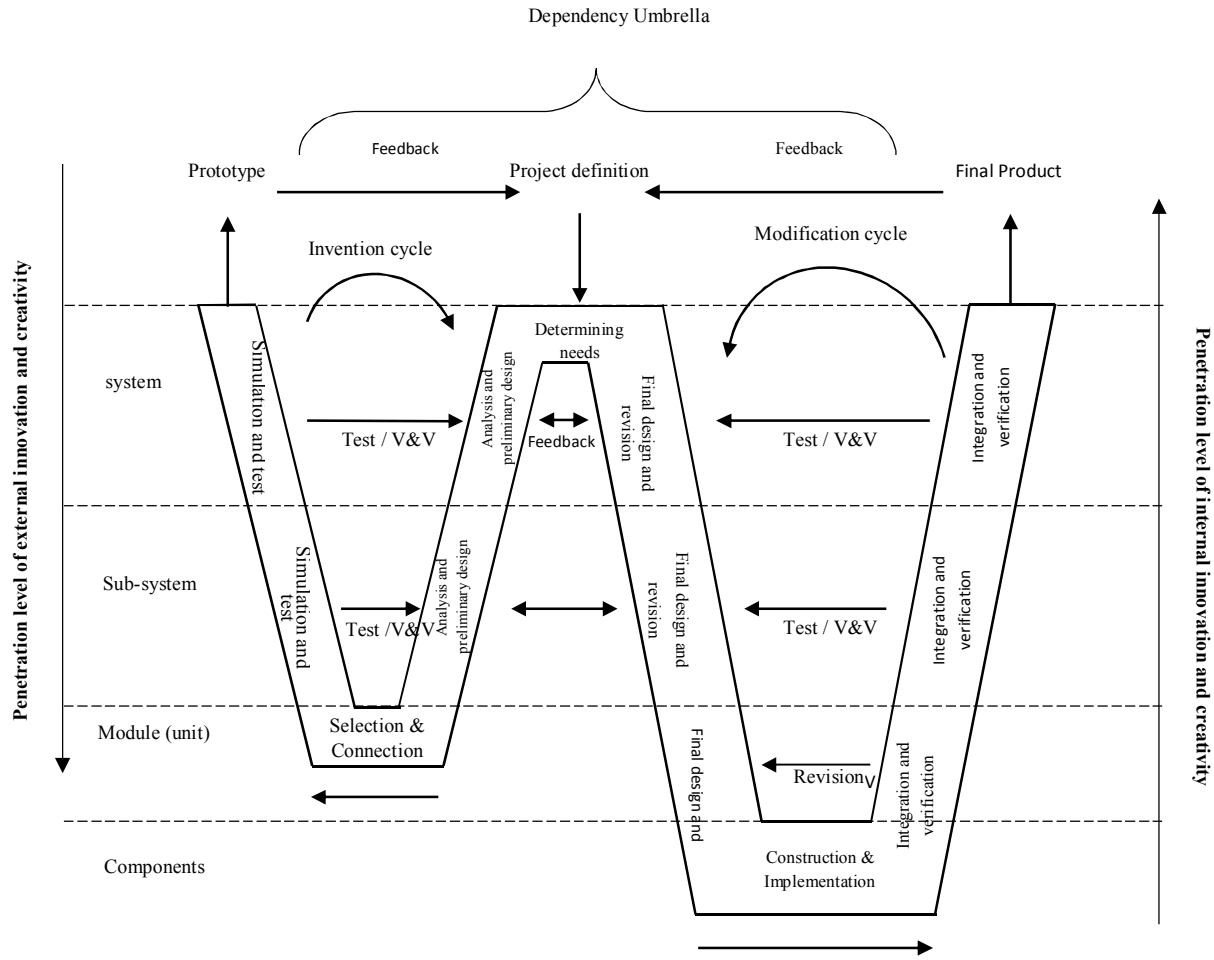 Dependency Umbrella
Feedback
Feedback
Prototype
Project definition
Final Product
Invention cycle
Modification cycle
Penetration level of external innovation and creativity
Penetration level of internal innovation and creativity
system
Simulation and test
Test / V&V
Analysis and
preliminary design
Determining
needs
Feedback
Final design and
revision
Test / V&V
Integration and
verification
Sub-system
Simulation and
test
Test /V&V
Analysis and
preliminary design
Final design and
revision
Test / V&V
Integration and
verification
Module (unit)
Selection &
Connection
Final design and
Revision
V
Integration and
verification
Components
Construction &
Implementation